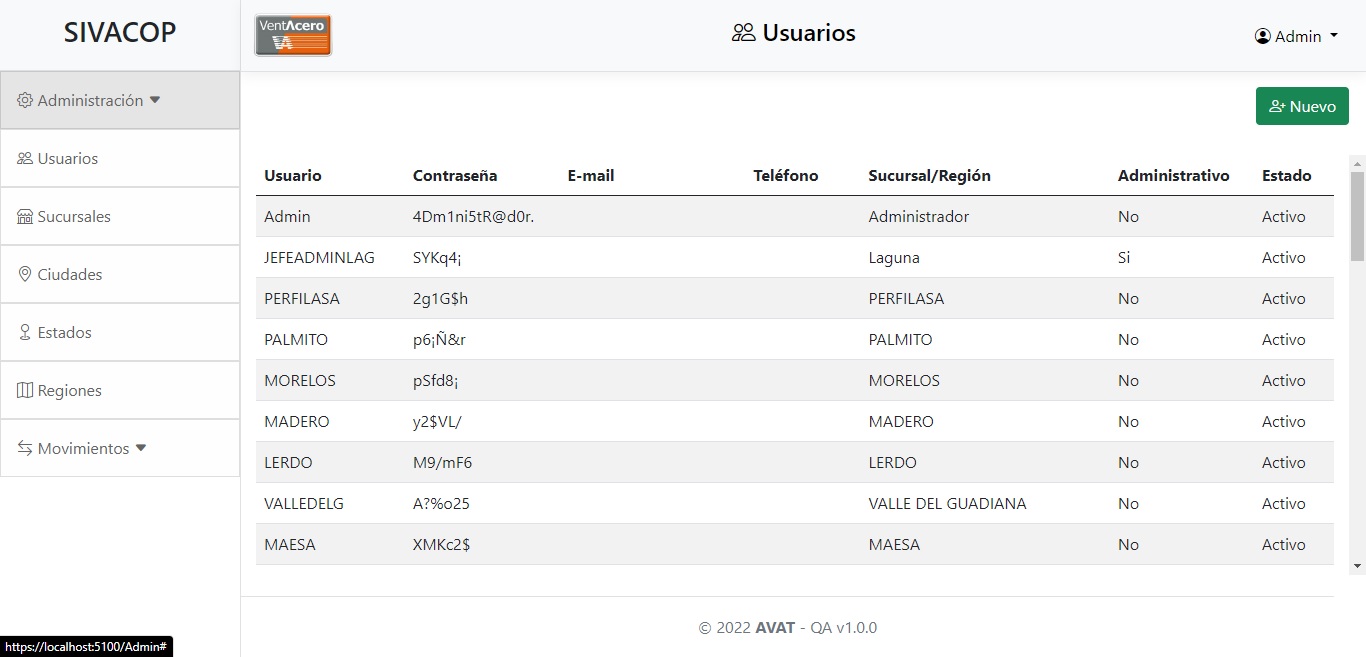 SIVACOP
VentAcero
VA
Usuarios
Admin
Administración
Usuarios
Sucursales
Ciudades
Estados
Regiones
Movimientos
Nuevo
Usuario Contraseña E-mail Teléfono Sucursal/Región Administrativo Estado
Admin 4Dm1ni5tR@d0r. Administrador No Activo
JEFEADMINLAG SYKq4¡ Laguna Si Activo
PERFILASA 2g1G$h PERFILASA No Activo
PALMITO p6¡Ñ&r PALMITO No Activo
MORELOS pSfd8¡ MORELOS No Activo
MADERO y2$VL/ MADERO No Activo
LERDO M9/mF6 LERDO No Activo
VALLEDELG A?%o25 VALLE DEL GUADIANA No Activo
MAESA XMKc2$ MAESA No Activo
© 2022 AVAT - QA v1.0.0
https://localhost:5100/Admin#